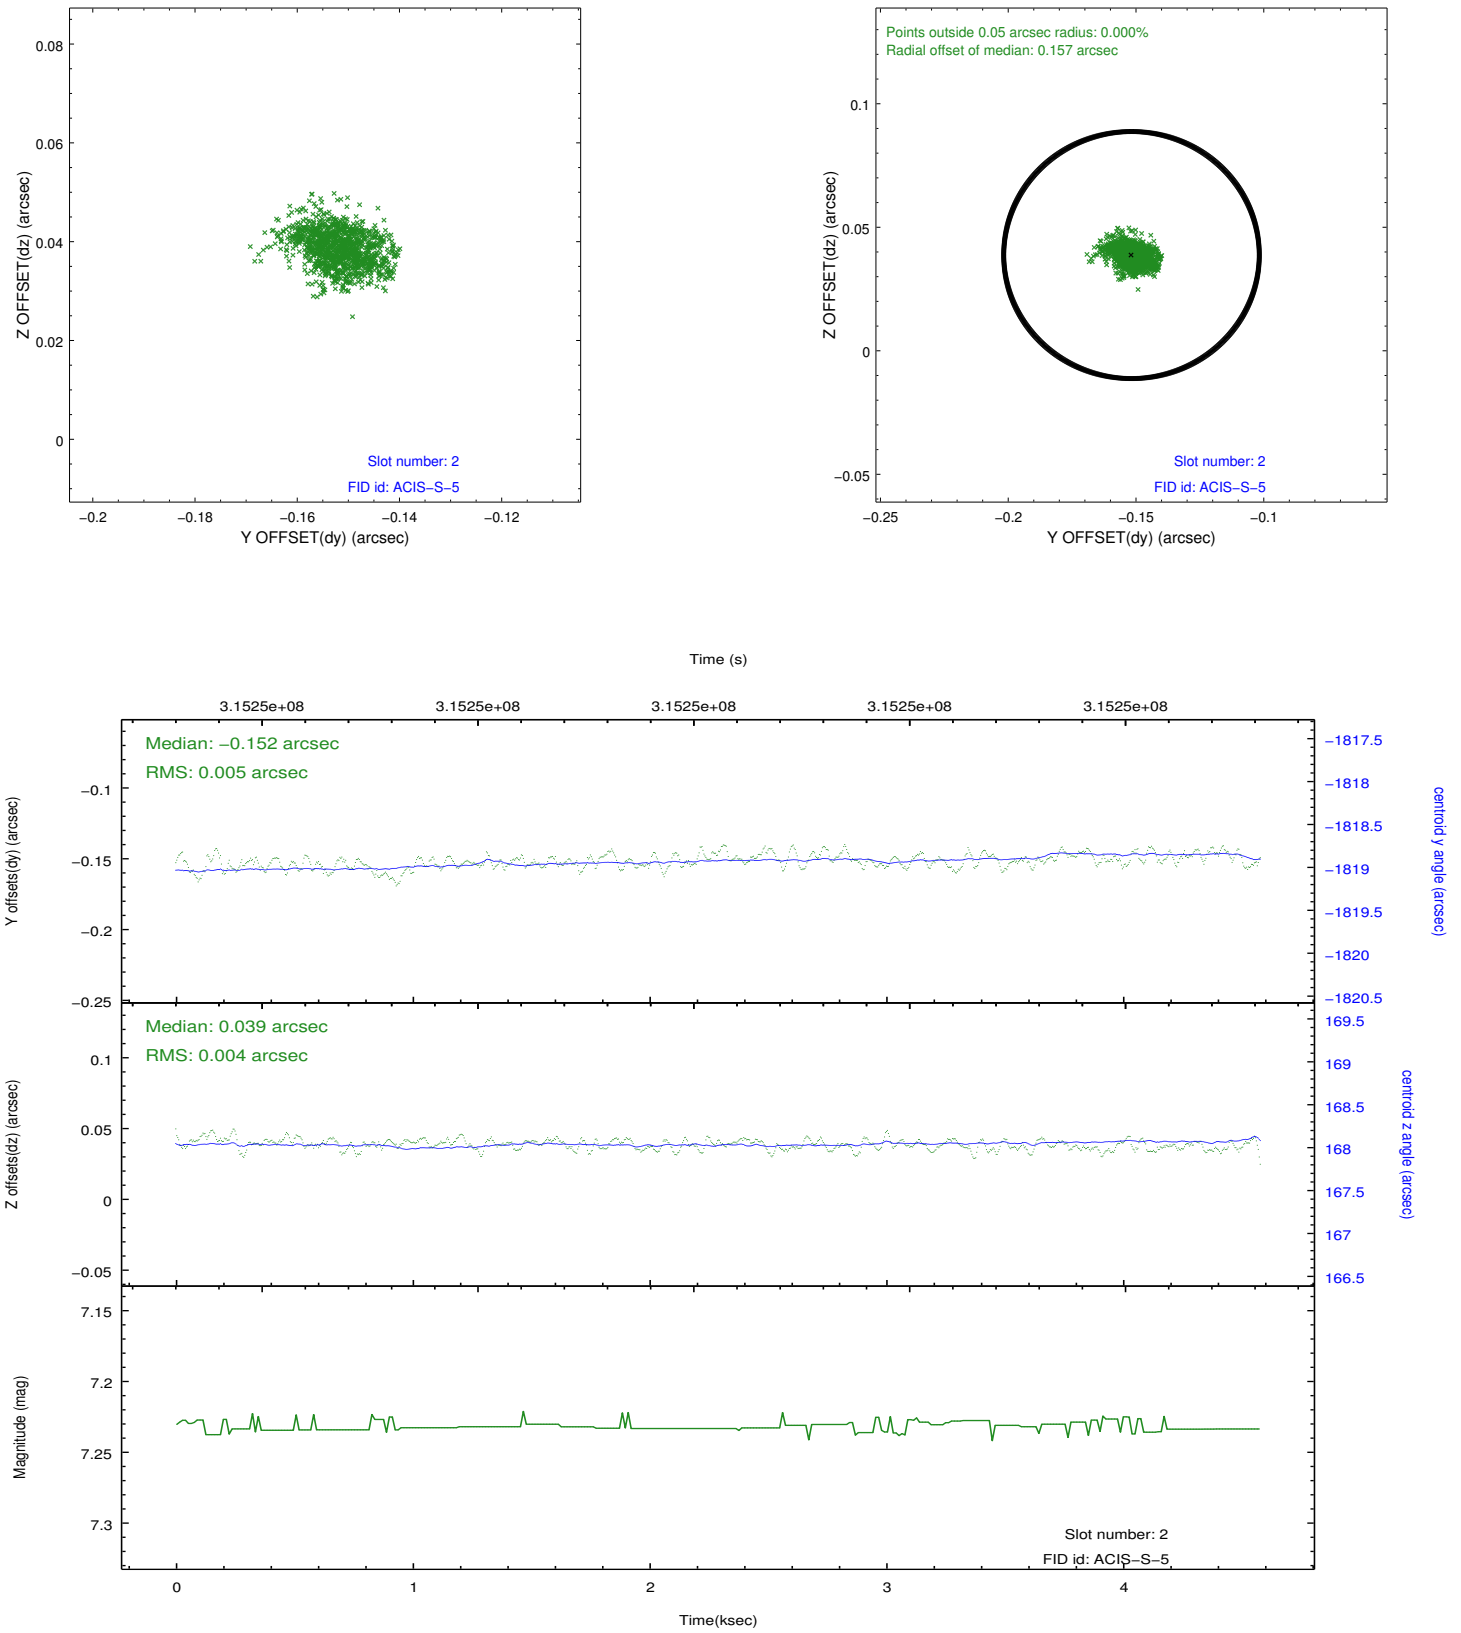 0.08
0.06
0.04
0.02
0
Z OFFSET(dz) (arcsec)
Slot number: 2
FID id: ACIS−S−5
−0.2 −0.18 −0.16 −0.14 −0.12
Y OFFSET(dy) (arcsec)
Points outside 0.05 arcsec radius: 0.000%
Radial offset of median: 0.157 arcsec
0.1
0.05
0
−0.05
Z OFFSET(dz) (arcsec)
Slot number: 2
FID id: ACIS−S−5
−0.25 −0.2 −0.15 −0.1
Y OFFSET(dy) (arcsec)
Time (s)
3.1525e+08 3.1525e+08 3.1525e+08 3.1525e+08 3.1525e+08
Median: −0.152 arcsec
RMS: 0.005 arcsec
−0.1
−0.15
−0.2
−0.25
Y offsets(dy) (arcsec)
−1817.5
−1818
−1818.5
−1819
−1819.5
−1820
−1820.5
centroid y angle (arcsec)
Median: 0.039 arcsec
RMS: 0.004 arcsec
0.1
0.05
0
−0.05
Z offsets(dz) (arcsec)
169.5
169
168.5
168
167.5
167
166.5
centroid z angle (arcsec)
7.15
7.2
7.25
7.3
Magnitude (mag)
Slot number: 2
FID id: ACIS−S−5
0 1 2 3 4
Time(ksec)